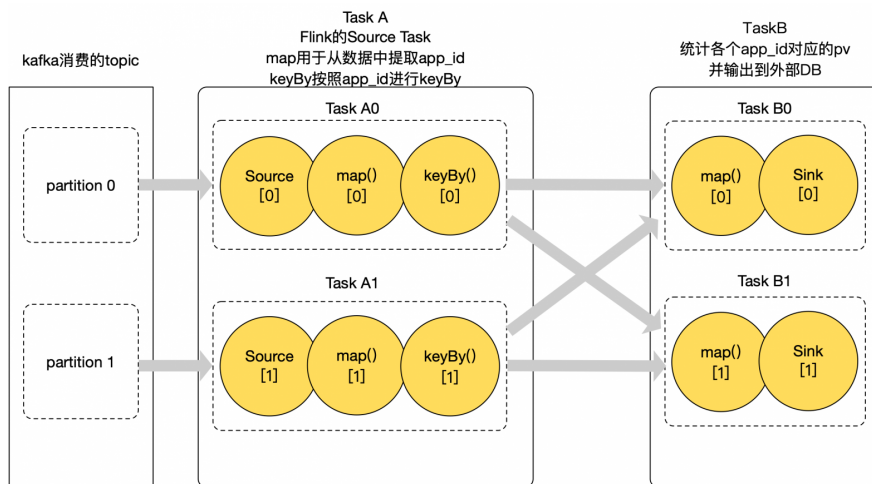 kafka消费的topic
partition 0
partition 1
Task A
Flink的Source Task
map用于从数据中提取app_id
keyBy按照app_id进行keyBy
Task A0
Source
[0]
map()
[0]
keyBy()
[0]
Task A1
Source
[1]
map()
[1]
keyBy()
[1]
TaskB
统计各个app_id对应的pv
并输出到外部DB
Task B0
map()
[0]
Sink
[0]
Task B1
map()
[1]
Sink
[1]